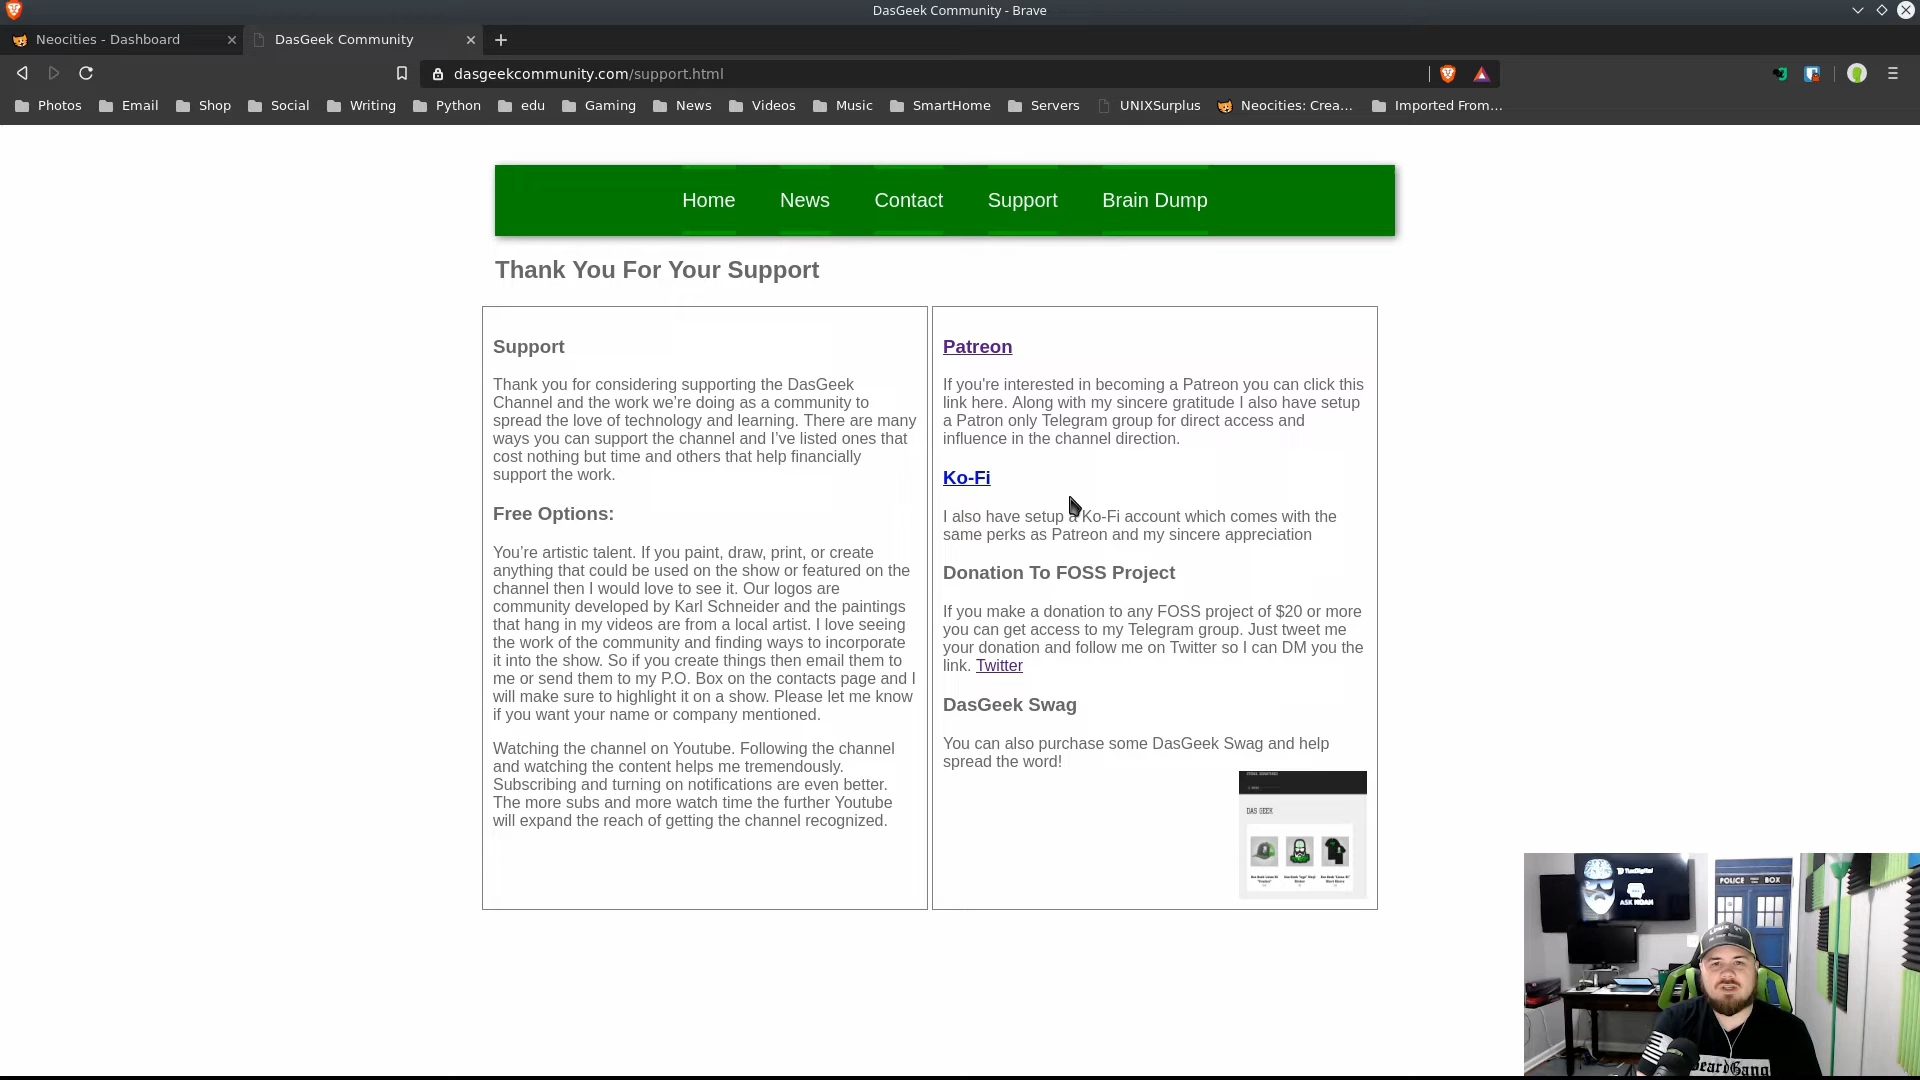 DasGeek Community - Brave
Neocities - Dashboard
DasGeek Community
dasgeekcommunity.com/support.html
Photos Email Shop Social Writing Python edu Gaming News Videos Music SmartHome Servers UNIXSurplus Neocities: Crea... Imported From...
Home News Contact Support Brain Dump
Thank You For Your Support
Support
Thank you for considering supporting the DasGeek
Channel and the work we’re doing as a community to
spread the love of technology and learning. There are many
ways you can support the channel and I’ve listed ones that
cost nothing but time and others that help financially
support the work.
Free Options:
You’re artistic talent. If you paint, draw, print, or create
anything that could be used on the show or featured on the
channel then I would love to see it. Our logos are
community developed by Karl Schneider and the paintings
that hang in my videos are from a local artist. I love seeing
the work of the community and finding ways to incorporate
it into the show. So if you create things then email them to
me or send them to my P.O. Box on the contacts page and I
will make sure to highlight it on a show. Please let me know
if you want your name or company mentioned.
Watching the channel on Youtube. Following the channel
and watching the content helps me tremendously.
Subscribing and turning on notifications are even better.
The more subs and more watch time the further Youtube
will expand the reach of getting the channel recognized.
Patreon
If you're interested in becoming a Patreon you can click this
link here. Along with my sincere gratitude I also have setup
a Patron only Telegram group for direct access and
influence in the channel direction.
Ko-Fi
I also have setup a Ko-Fi account which comes with the
same perks as Patreon and my sincere appreciation
Donation To FOSS Project
If you make a donation to any FOSS project of $20 or more
you can get access to my Telegram group. Just tweet me
your donation and follow me on Twitter so I can DM you the
link. Twitter
DasGeek Swag
You can also purchase some DasGeek Swag and help
spread the word!
DAS GEEK
ASK NOAH
POLICE BOX